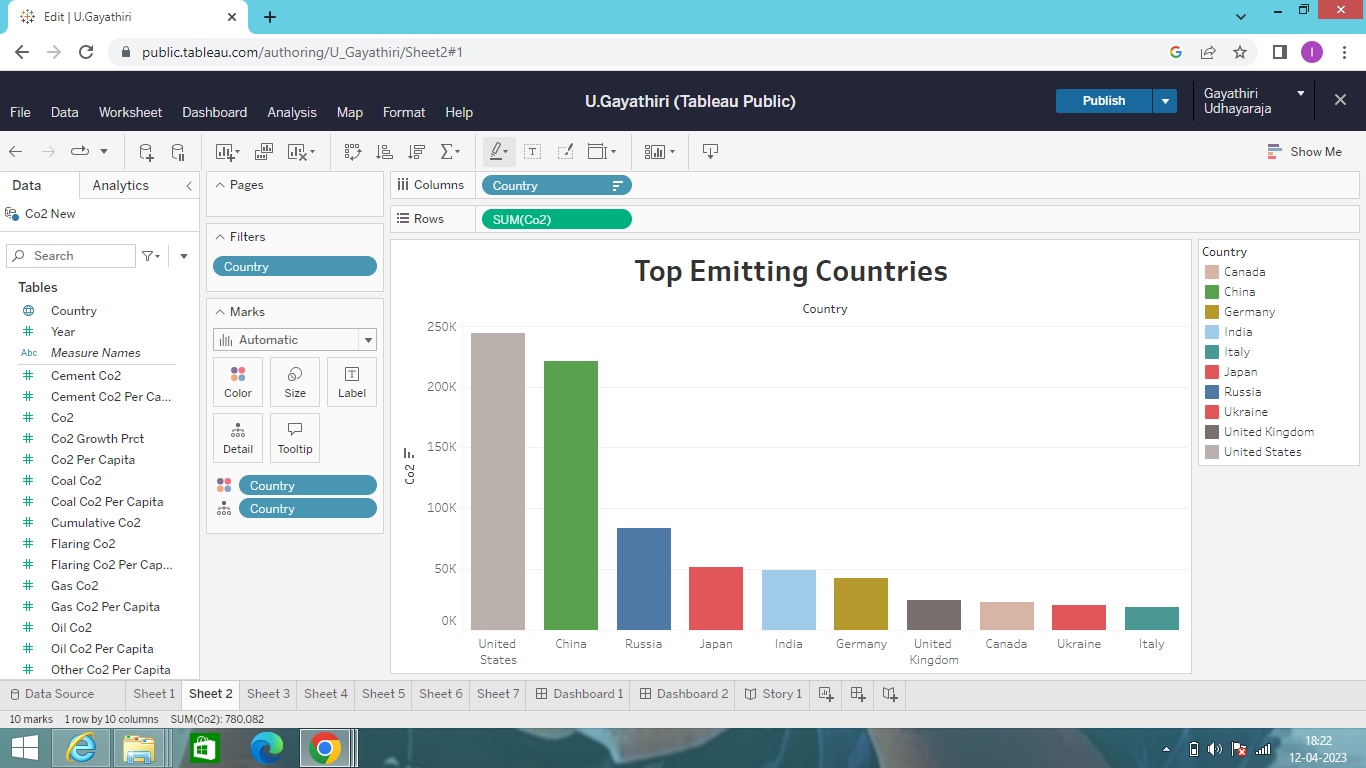 Edit | U.Gayathiri
public.tableau.com/authoring/U_Gayathiri/Sheet2#1
I
File Data Worksheet Dashboard Analysis Map Format Help
U.Gayathiri (Tableau Public)
Publish
Gayathiri
Udhayaraja
Show Me
Data Analytics
Co2 New
Search
Tables
Country
Year
Abc Measure Names
Cement Co2
Cement Co2 Per Ca...
Co2
Co2 Growth Prct
Co2 Per Capita
Coal Co2
Coal Co2 Per Capita
Cumulative Co2
Flaring Co2
Flaring Co2 Per Cap...
Gas Co2
Gas Co2 Per Capita
Oil Co2
Oil Co2 Per Capita
Other Co2 Per Capita
Pages
Filters
Country
Marks
Automatic
Color Size Label
Detail Tooltip
Country
Country
Columns Country
Rows SUM(Co2)
Top Emitting Countries
Country
250K
200K
150K
100K
50K
0K
Co2
United States China Russia Japan India Germany United Kingdom Canada Ukraine Italy
Country
Canada
China
Germany
India
Italy
Japan
Russia
Ukraine
United Kingdom
United States
Data Source Sheet 1 Sheet 2 Sheet 3 Sheet 4 Sheet 5 Sheet 6 Sheet 7 Dashboard 1 Dashboard 2 Story 1
10 marks 1 row by 10 columns SUM(Co2): 780,082
18:22
12-04-2023